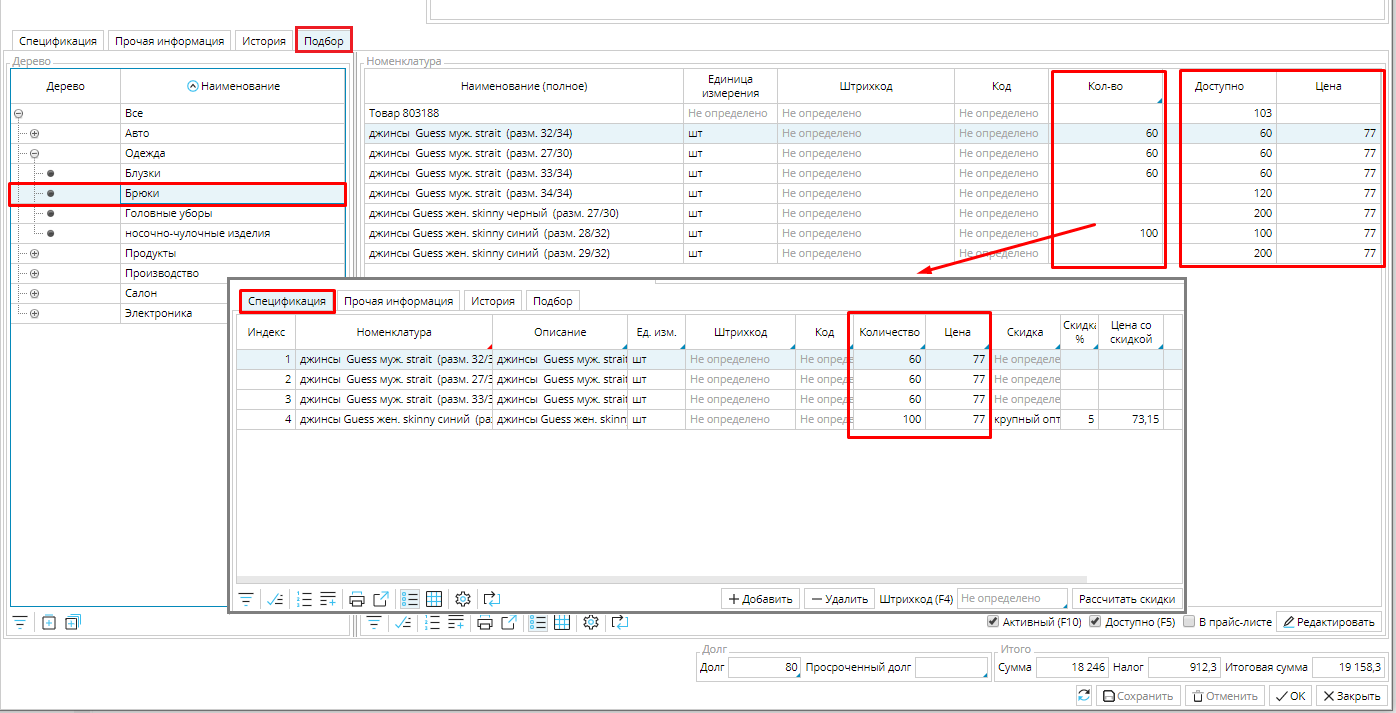 Спецификация Прочая информация История Подбор
Дерево
Дерево Наименование
Все
Авто
Одежда
Блузки
Брюки
Головные уборы
носочно-чулочные изделия
Продукты
Производство
Салон
Электроника
Номенклатура
Наименование (полное) Единица измерения Штрихкод Код Кол-во Доступно Цена
Товар 803188 Не определено Не определено Не определено 103
джинсы Guess муж. strait (разм. 32/34) шт Не определено Не определено 60 60 77
джинсы Guess муж. strait (разм. 27/30) шт Не определено Не определено 60 60 77
джинсы Guess муж. strait (разм. 33/34) шт Не определено Не определено 60 60 77
джинсы Guess муж. strait (разм. 34/34) шт Не определено Не определено 120 77
джинсы Guess жен. skinny черный (разм. 27/30) шт Не определено Не определено 200 77
джинсы Guess жен. skinny синий (разм. 28/32) шт Не определено Не определено 100 100 77
джинсы Guess жен. skinny синий (разм. 29/32) шт Не определено Не определено 200 77
Спецификация Прочая информация История Подбор
Индекс Номенклатура Описание Ед. изм. Штрихкод Код Количество Цена Скидка Скидка % Цена со скидкой
1 джинсы Guess муж. strait (разм. 32/3 джинсы Guess муж. strait шт Не определено Не опреде 60 77 Не определе
2 джинсы Guess муж. strait (разм. 27/3 джинсы Guess муж. strait шт Не определено Не опреде 60 77 Не определе
3 джинсы Guess муж. strait (разм. 33/3 джинсы Guess муж. strait шт Не определено Не опреде 60 77 Не определе
4 джинсы Guess жен. skinny синий (раз джинсы Guess жен. skinn шт Не определено Не опреде 100 77 крупный опт 5 73,15
Добавить Удалить Штрихкод (F4) Не определено Рассчитать скидки
Активный (F10) Доступно (F5) В прайс-листе Редактировать
Долг
Долг 80 Просроченный долг
Итого
Сумма 18 246 Налог 912,3 Итоговая сумма 19 158,3
Сохранить Отменить OK Закрыть